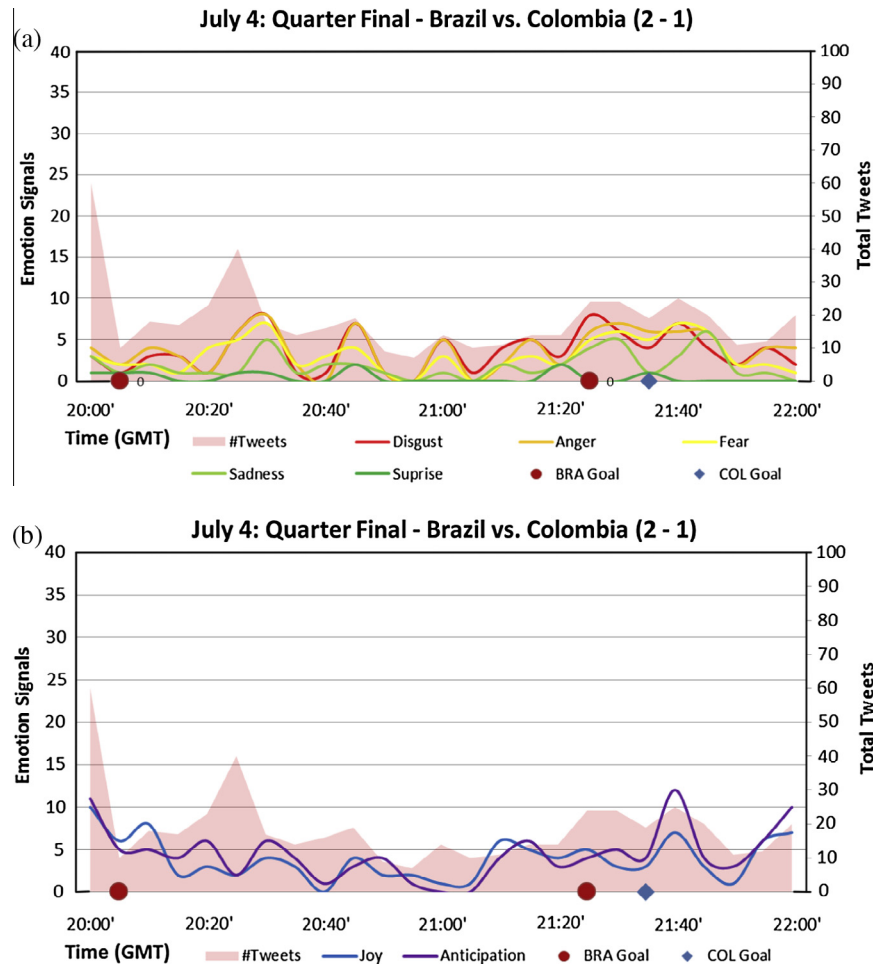 (a)
July 4: Quarter Final - Brazil vs. Colombia (2 - 1)
40
35
30
25
20
15
10
5
0
Emotion Signals
100
90
80
70
60
50
40
30
20
10
0
Total Tweets
0
0
20:00'
20:20'
20:40'
21:00'
21:20'
21:40'
22:00'
Time (GMT)
#Tweets
Disgust
Anger
Fear
Sadness
Suprise
BRA Goal
COL Goal
(b)
July 4: Quarter Final - Brazil vs. Colombia (2 - 1)
40
35
30
25
20
15
10
5
0
Emotion Signals
100
90
80
70
60
50
40
30
20
10
0
Total Tweets
20:00'
20:20'
20:40'
21:00'
21:20'
21:40'
22:00'
Time (GMT)
#Tweets
Joy
Anticipation
BRA Goal
COL Goal